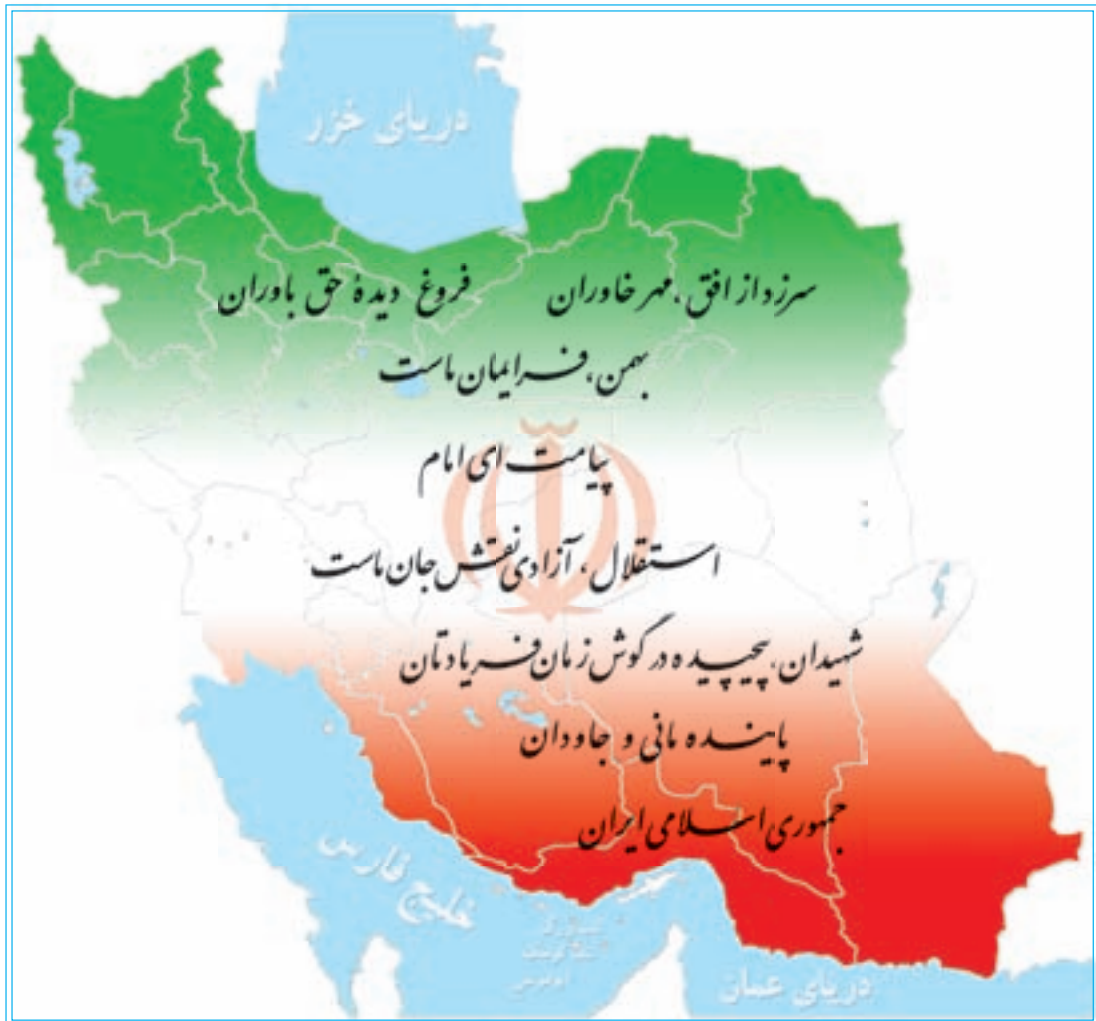 دریای خزر
سر زد از افق، مهر خاوران    فروغ دیدهٔ حق باوران
بهمن، فر ایمان ماست
پیامت ای امام
استقلال، آزادی نقش جان ماست
شهیدان، پیچیده در گوش زمان فریادتان
پاینده مانی و جاودان
جمهوری اسلامی ایران
خلیج فارس
دریای عمان